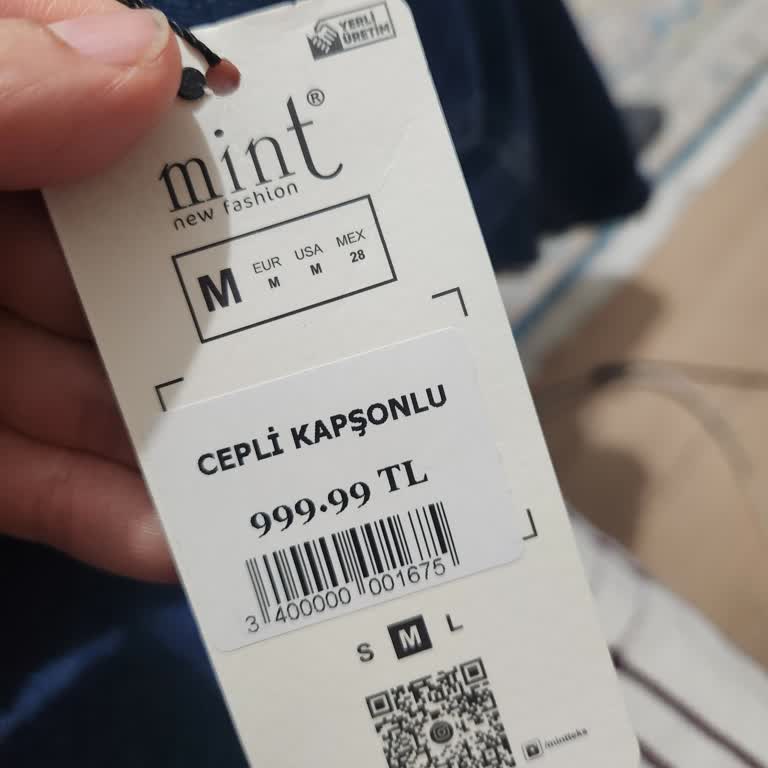 YERLİ
ÜRETİM
mint®
new fashion
M
EUR USA MEX
M M 28
CEPLİ KAPŞONLU
999.99 TL
3 400000 001675
S M L